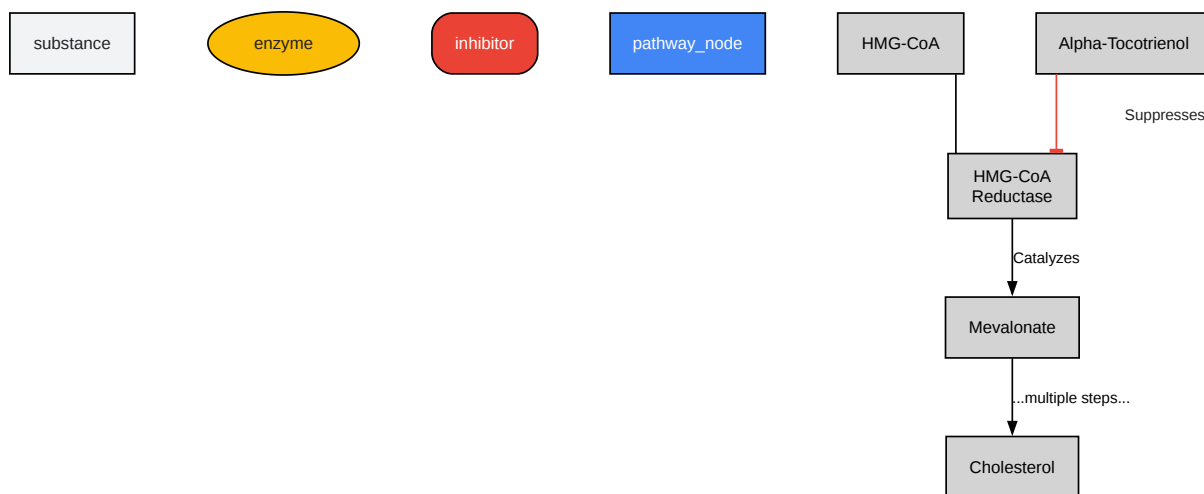 substance
enzyme
inhibitor
pathway_node
HMG-CoA
Alpha-Tocotrienol
Suppresses
HMG-CoA
Reductase
Catalyzes
Mevalonate
...multiple steps...
Cholesterol